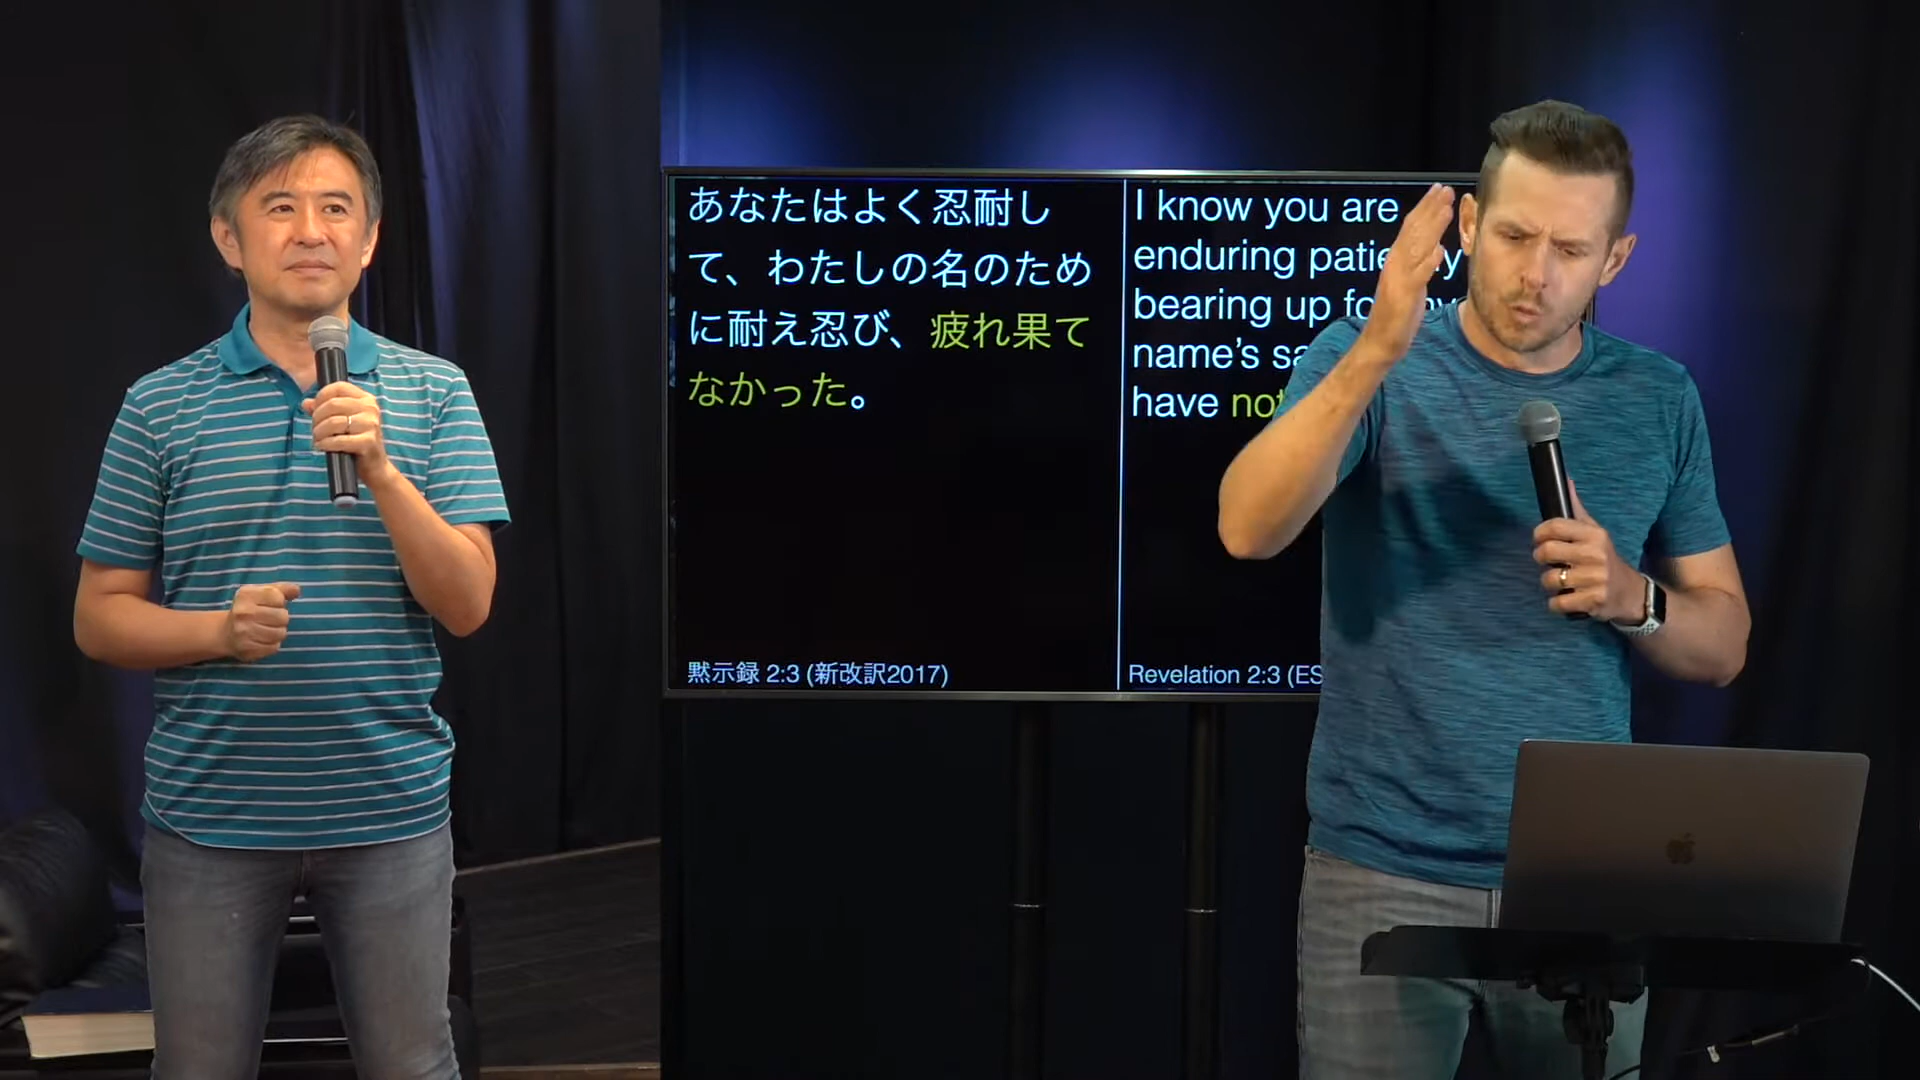 あなたはよく忍耐し
て、わたしの名のため
に耐え忍び、疲れ果て
なかった。
黙示録 2:3 (新改訳2017)
I know you are
enduring
bearing up
name's
have
Revelation 2:3